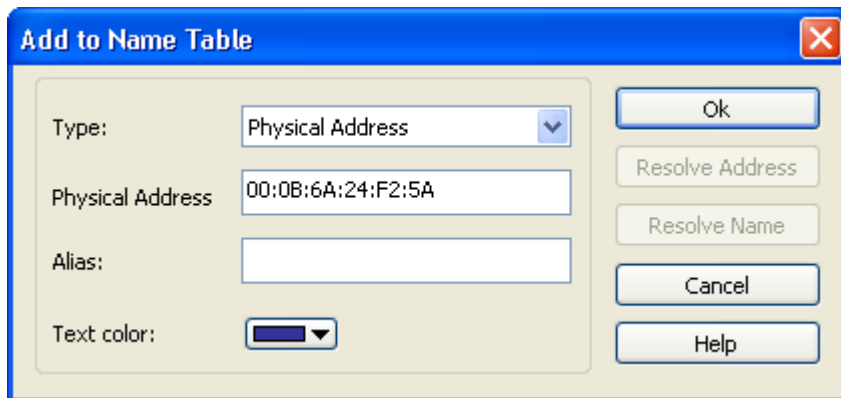 Add to Name Table
Type:
Physical Address
Ok
Physical Address
00:0B:6A:24:F2:5A
Resolve Address
Resolve Name
Alias:
Cancel
Text color:
Help